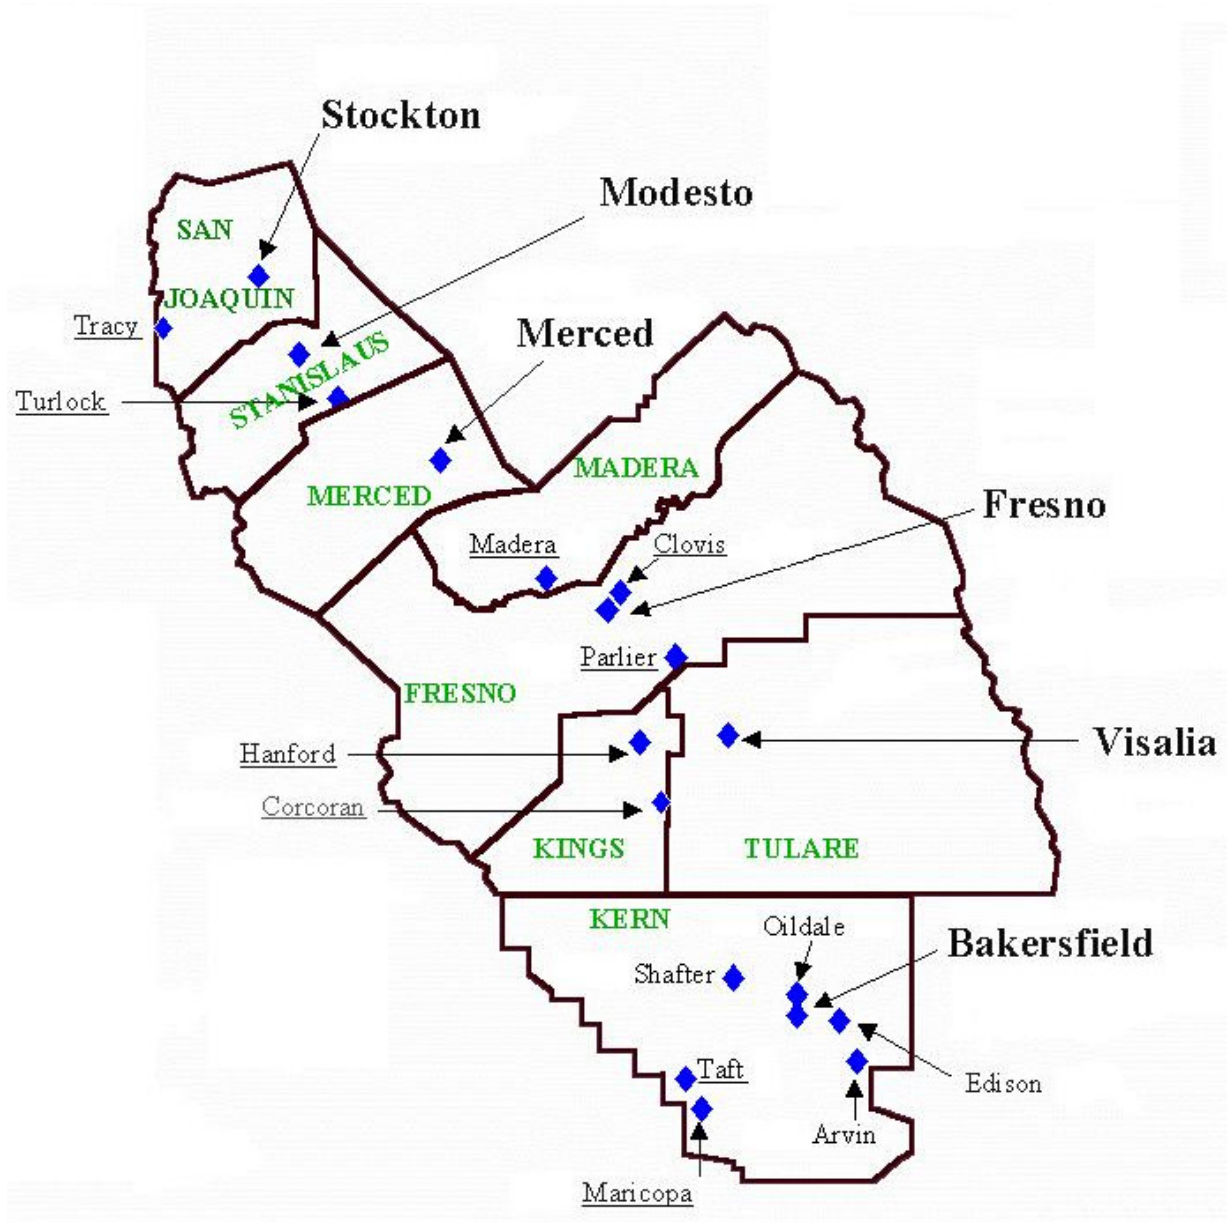 Stockton
Modesto
SAN
JOAQUIN
Tracy
Merced
STANISLAUS
Turlock
MADERA
MERCED
Fresno
Madera
Clovis
Parlier
FRESNO
Hanford
Visalia
Corcoran
KINGS
TULARE
KERN
Oildale
Bakersfield
Shafter
Taft
Edison
Arvin
Maricopa